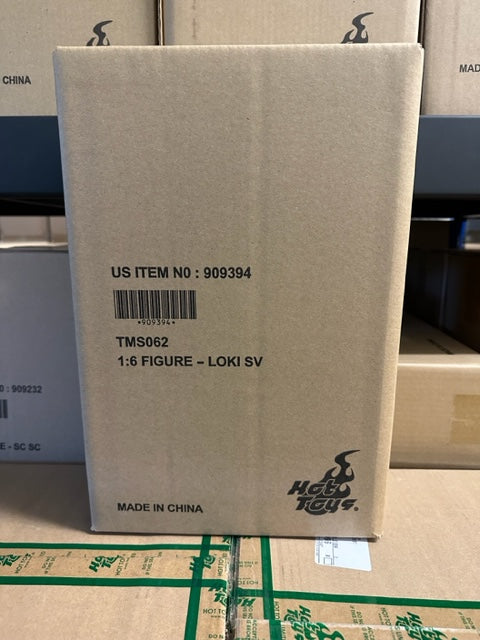 CHINA
MAD
US ITEM N0 : 909394
*909394*
TMS062
1:6 FIGURE – LOKI SV
: 909232
E - SC SC
Hot
Toys.
MADE IN CHINA